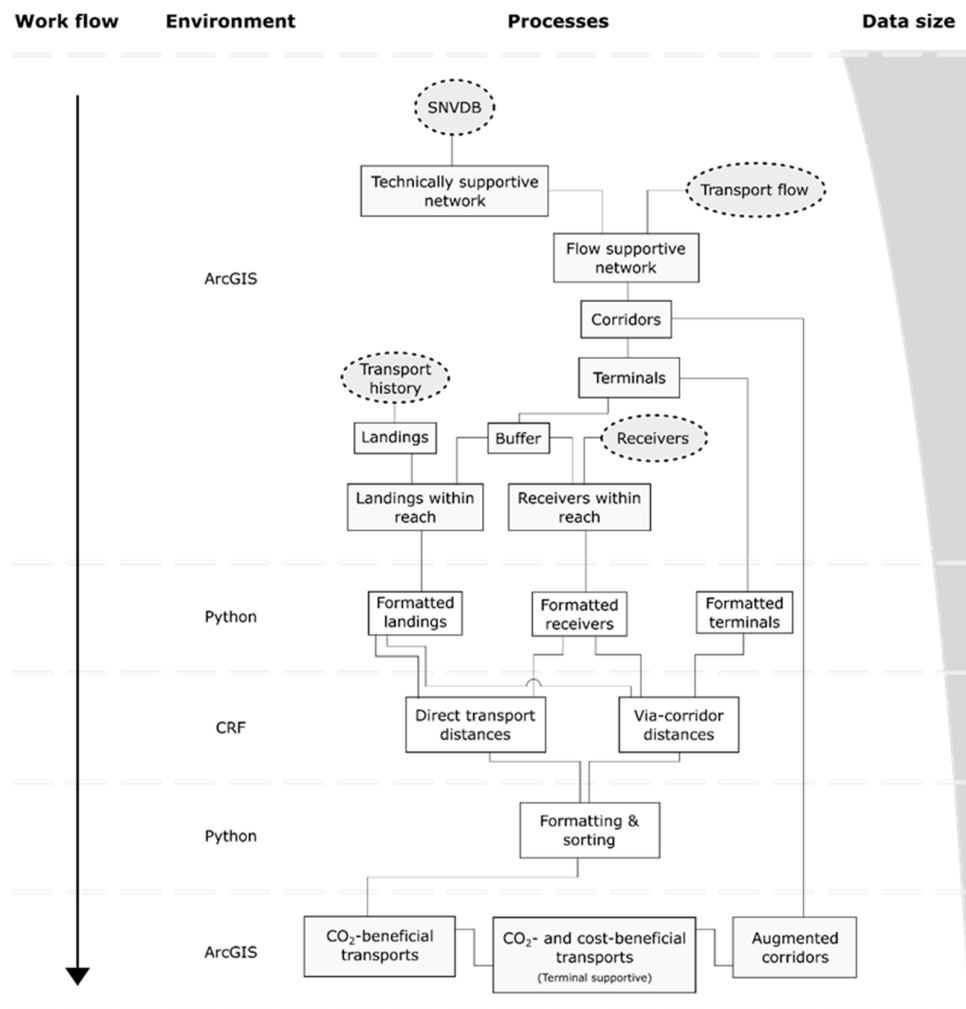 Work flow
Environment
Processes
Data size
SNVDB
Technically supportive
network
Transport flow
Flow supportive
network
ArcGIS
Corridors
Transport
history
Terminals
Landings
Buffer
Receivers
Landings within
reach
Receivers within
reach
Python
Formatted
landings
Formatted
receivers
Formatted
terminals
CRF
Direct transport
distances
Via-corridor
distances
Python
Formatting &
sorting
ArcGIS
CO₂-beneficial
transports
CO₂- and cost-beneficial
transports
(Terminal supportive)
Augmented
corridors